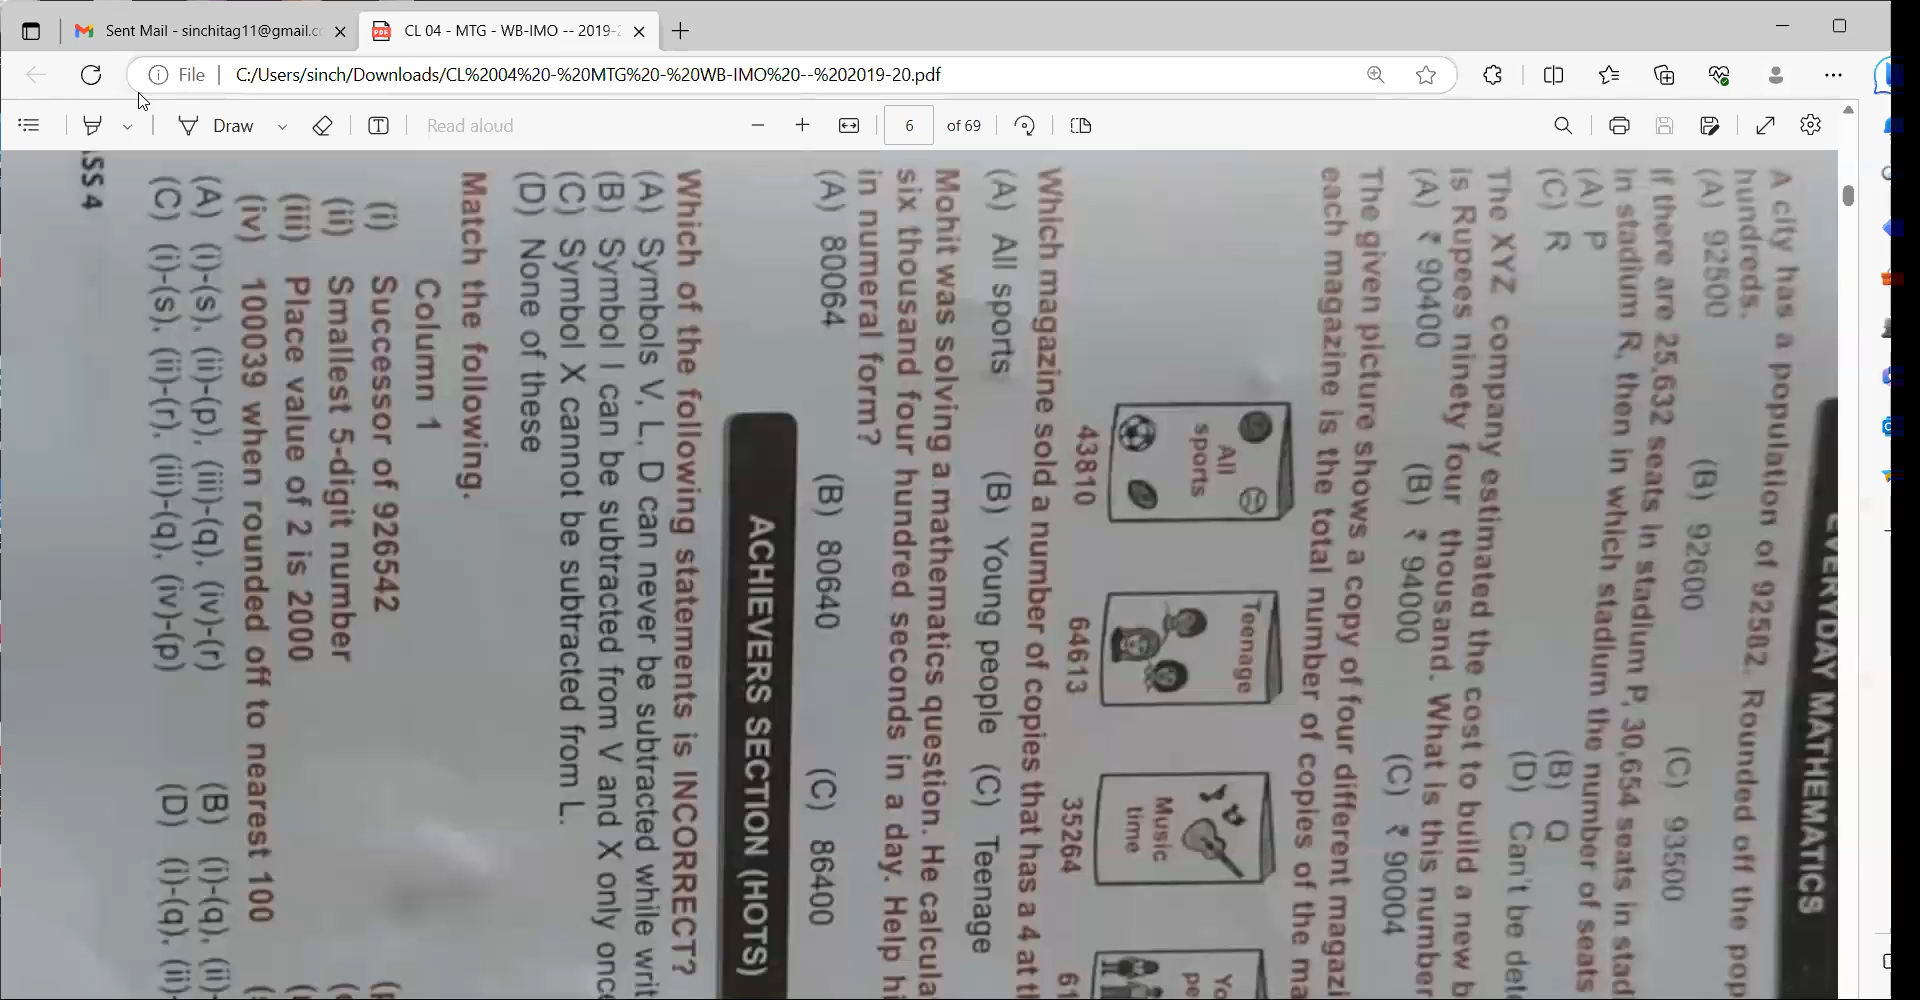 Sent Mail - sinchitag11@gmail.co
CL 04 - MTG - WB-IMO -- 2019-2
File
C:/Users/sinch/Downloads/CL%2004%20-%20MTG%20-%20WB-IMO%20--%202019-20.pdf
Draw
Read aloud
6 of 69
EVERYDAY MATHEMATICS
A city has a population of 92582. Rounded off the pop
hundreds.
(A) 92500 (B) 92600 (C) 93500
If there are 25,632 seats in stadium P, 30,654 seats in stad
in stadium R, then in which stadium the number of seats
(A) P (B) Q
(C) R (D) Can't be det
The XYZ company estimated the cost to build a new b
is Rupees ninety four thousand. What is this number
(A) ₹ 90400 (B) ₹ 94000 (C) ₹ 90004
The given picture shows a copy of four different magazi
each magazine is the total number of copies of the ma
All sports
Teenage
Music time
Yo
pe
43810 64613 35264 61
Which magazine sold a number of copies that has a 4 at th
(A) All sports (B) Young people (C) Teenage
Mohit was solving a mathematics question. He calcula
six thousand four hundred seconds in a day. Help hi
in numeral form?
(A) 80064 (B) 80640 (C) 86400
ACHIEVERS SECTION (HOTS)
Which of the following statements is INCORRECT?
(A) Symbols V, L, D can never be subtracted while writ
(B) Symbol I can be subtracted from V and X only once
(C) Symbol X cannot be subtracted from L.
(D) None of these
Match the following.
Column 1
(i) Successor of 926542
(ii) Smallest 5-digit number
(iii) Place value of 2 is 2000
(iv) 100039 when rounded off to nearest 100
(A) (i)-(s), (ii)-(p), (iii)-(q), (iv)-(r) (B) (i)-(q), (ii)-
(C) (i)-(s), (ii)-(r), (iii)-(q), (iv)-(p) (D) (i)-(q), (ii)-
ASS 4